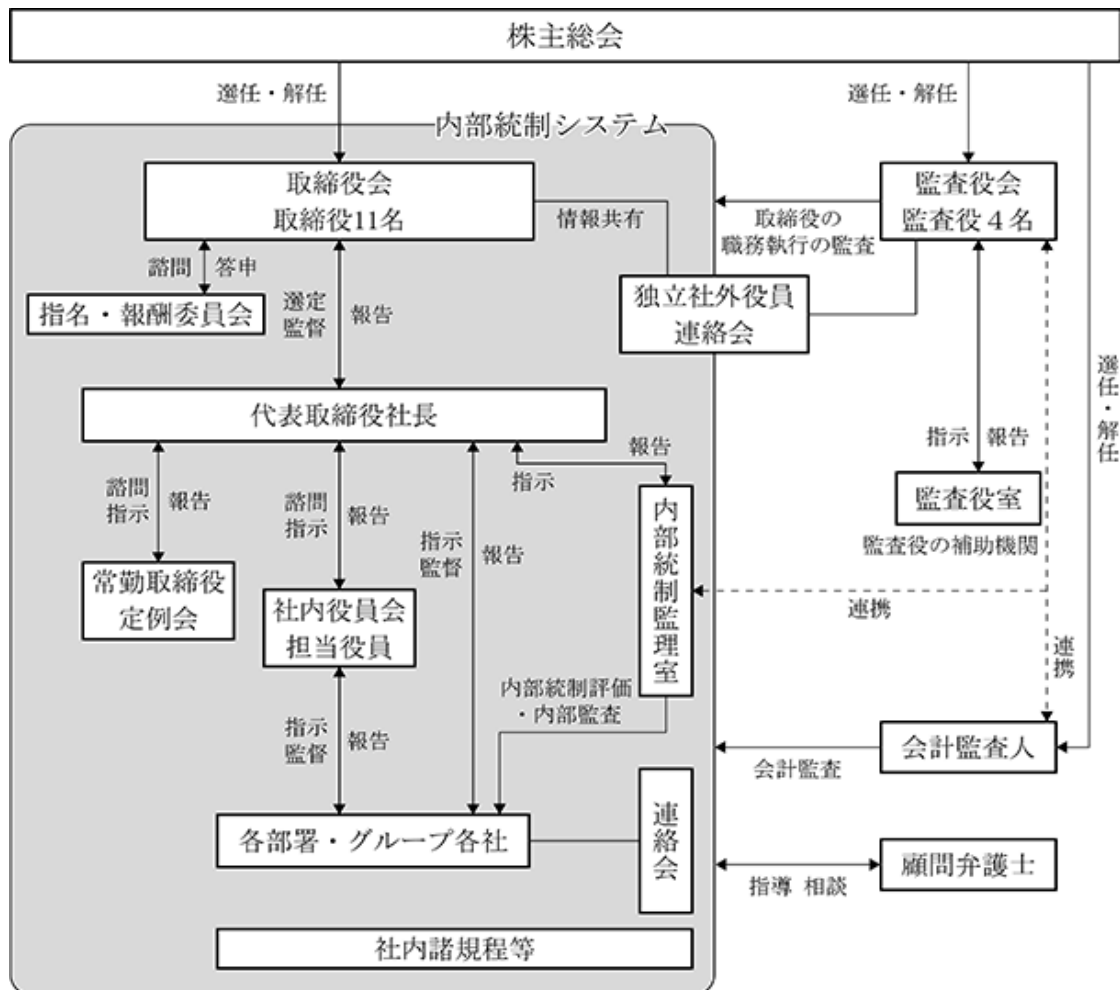 株主総会
選任・解任
選任・解任
内部統制システム
取締役会
取締役11名
監査役会
監査役4名
情報共有
取締役の
職務執行の監査
諮問
答申
指名・報酬委員会
選定
監督
報告
独立社外役員
連絡会
選任・解任
代表取締役社長
報告
指示
指示
報告
諮問
指示
報告
諮問
指示
報告
指示
監督
報告
内部統制監理室
監査役室
監査役の補助機関
常勤取締役
定例会
社内役員会
担当役員
連携
連携
内部統制評価
・内部監査
指示
監督
報告
会計監査人
会計監査
各部署・グループ各社
連絡会
顧問弁護士
指導 相談
社内諸規程等